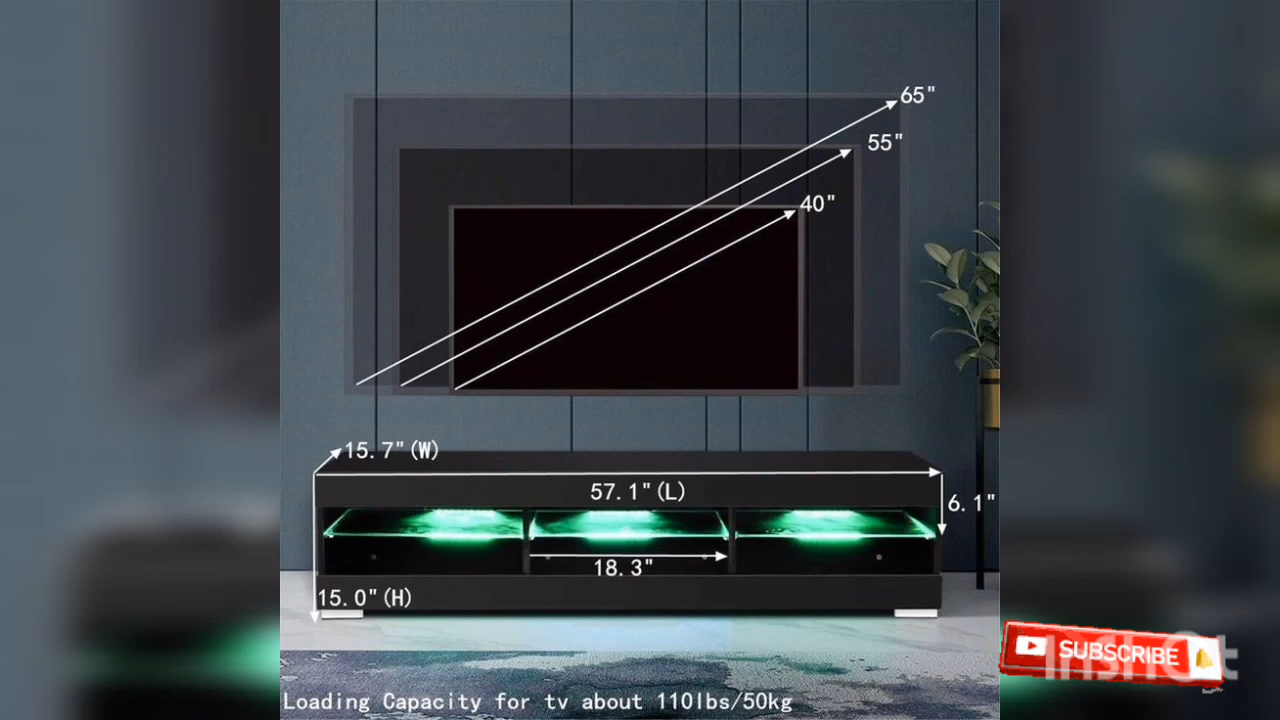 65"
55"
40"
15.7"(W)
57.1"(L)
6.1"
18.3"
15.0"(H)
SUBSCRIBE
InShOt
Loading Capacity for tv about 110lbs/50kg